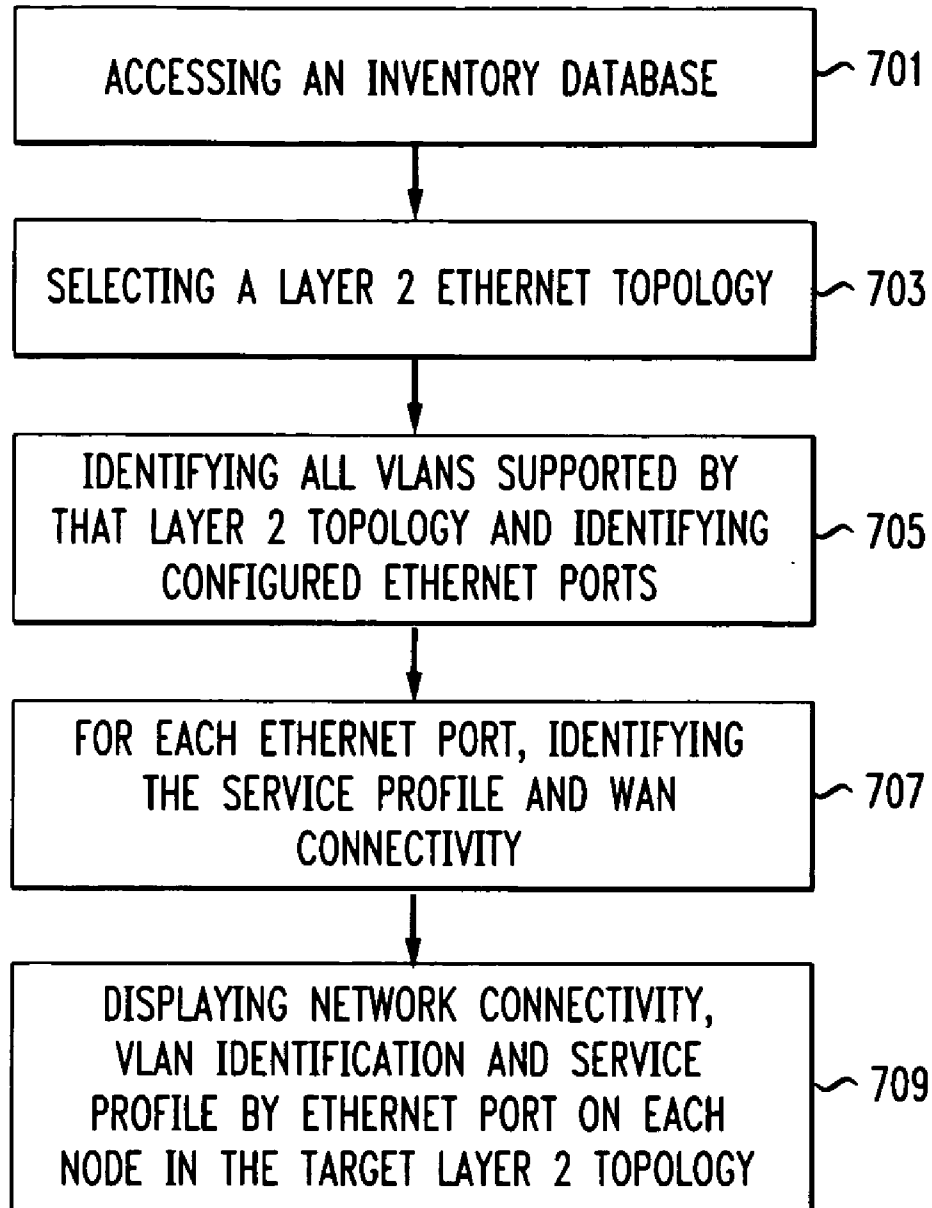 ACCESSING AN INVENTORY DATABASE
701
SELECTING A LAYER 2 ETHERNET TOPOLOGY
703
IDENTIFYING ALL VLANS SUPPORTED BY
THAT LAYER 2 TOPOLOGY AND IDENTIFYING
CONFIGURED ETHERNET PORTS
705
FOR EACH ETHERNET PORT, IDENTIFYING
THE SERVICE PROFILE AND WAN
CONNECTIVITY
707
DISPLAYING NETWORK CONNECTIVITY,
VLAN IDENTIFICATION AND SERVICE
PROFILE BY ETHERNET PORT ON EACH
NODE IN THE TARGET LAYER 2 TOPOLOGY
709